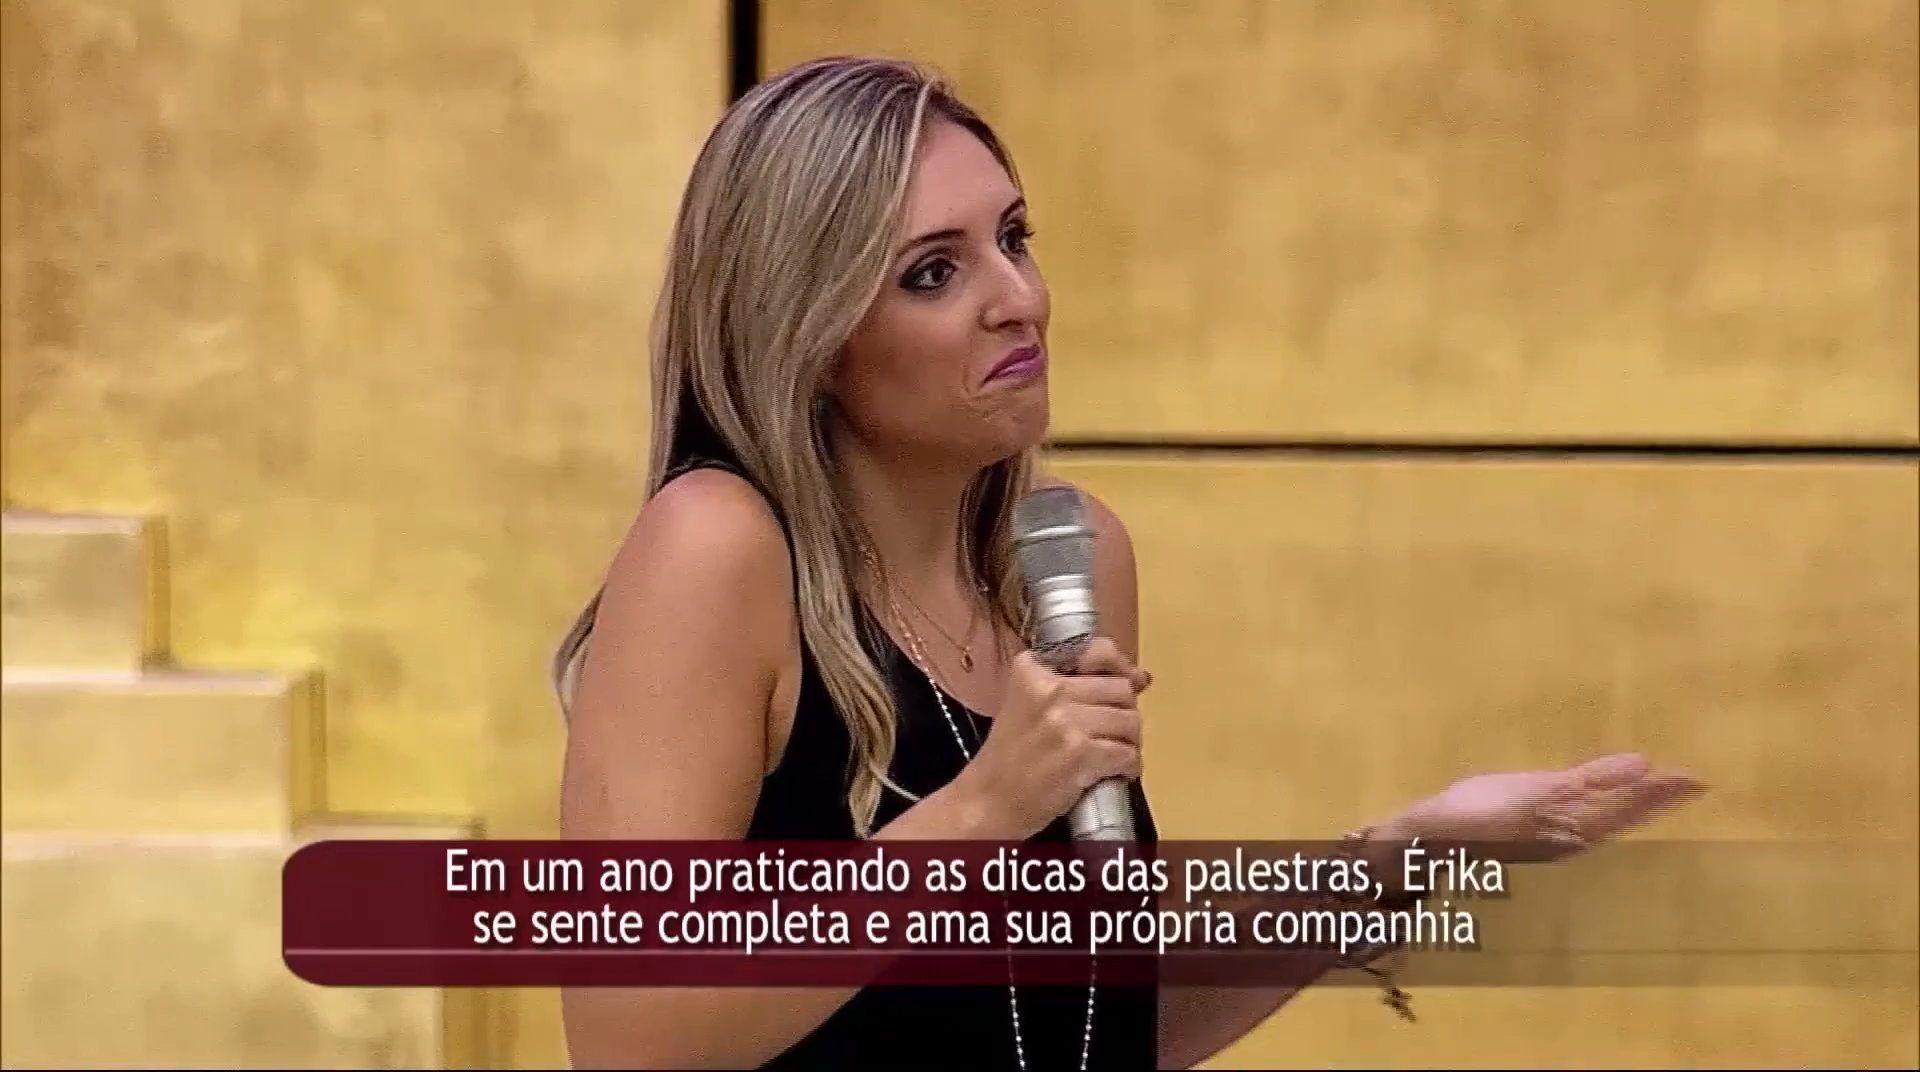 Em um ano praticando as dicas das palestras, Érika
se sente completa e ama sua própria companhia